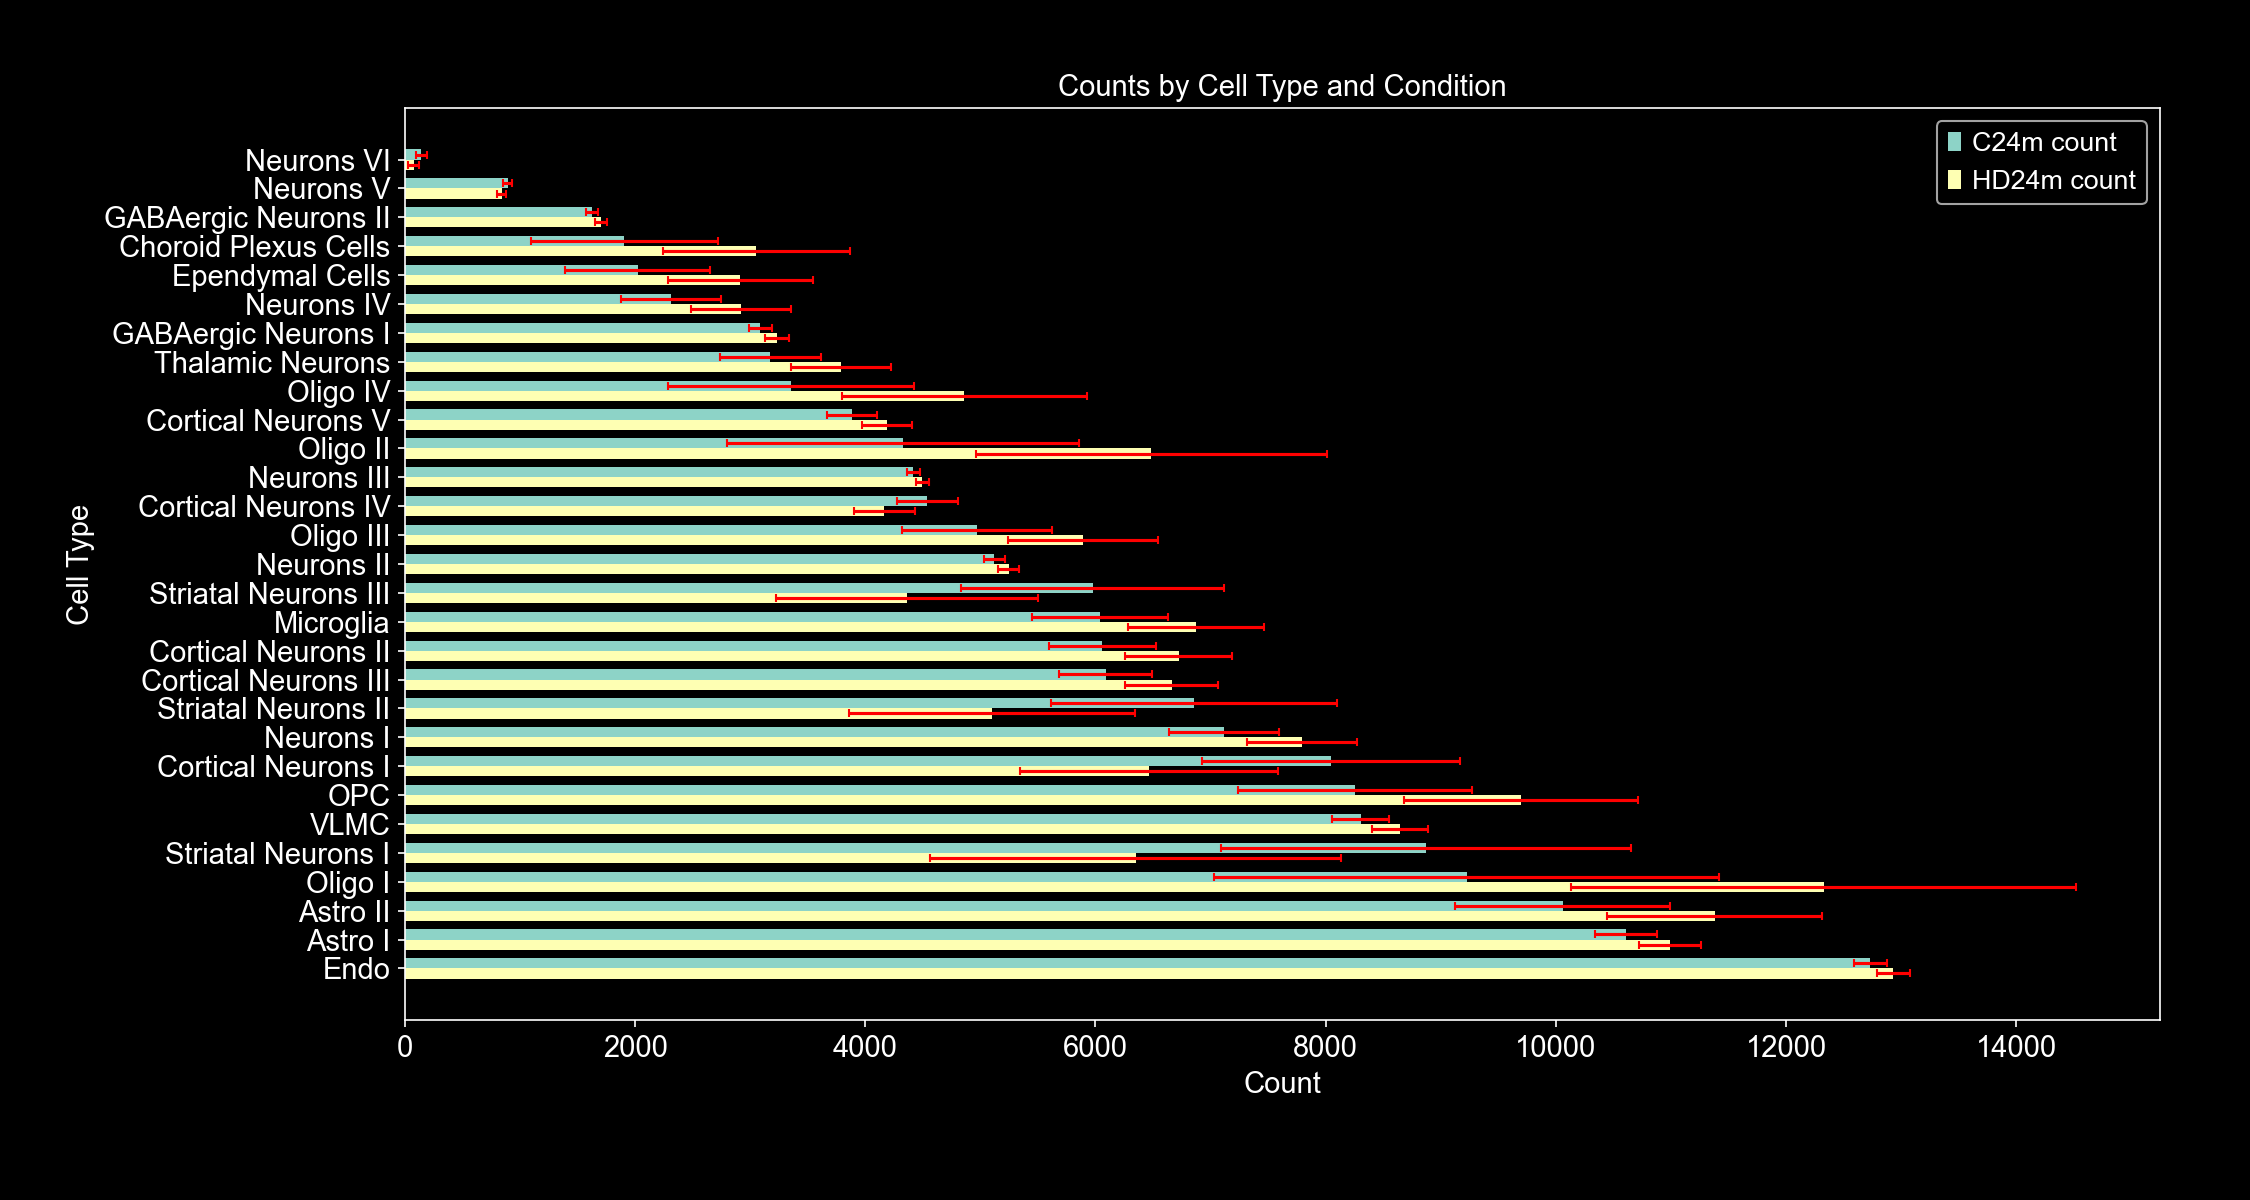 Counts by Cell Type and Condition
C24m count
HD24m count
Cell Type
Neurons VI
Neurons V
GABAergic Neurons II
Choroid Plexus Cells
Ependymal Cells
Neurons IV
GABAergic Neurons I
Thalamic Neurons
Oligo IV
Cortical Neurons V
Oligo II
Neurons III
Cortical Neurons IV
Oligo III
Neurons II
Striatal Neurons III
Microglia
Cortical Neurons II
Cortical Neurons III
Striatal Neurons II
Neurons I
Cortical Neurons I
OPC
VLMC
Striatal Neurons I
Oligo I
Astro II
Astro I
Endo
0 2000 4000 6000 8000 10000 12000 14000
Count